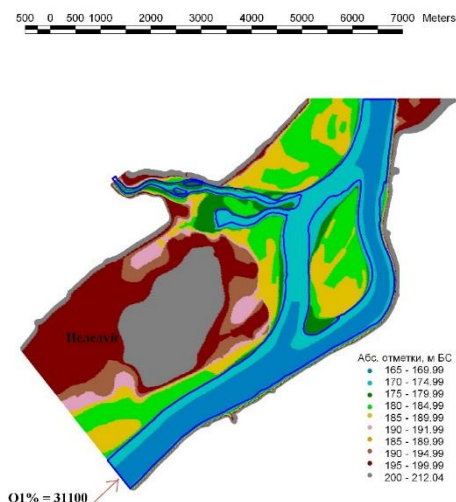 500 0 500 1000 2000 3000 4000 5000 6000 7000 Meters
Пеледуй
Абс. отметки, м БС
165 - 169.99
170 - 174.99
175 - 179.99
180 - 184.99
185 - 189.99
190 - 191.99
185 - 189.99
190 - 194.99
195 - 199.99
200 - 212.04
Q1% = 31100